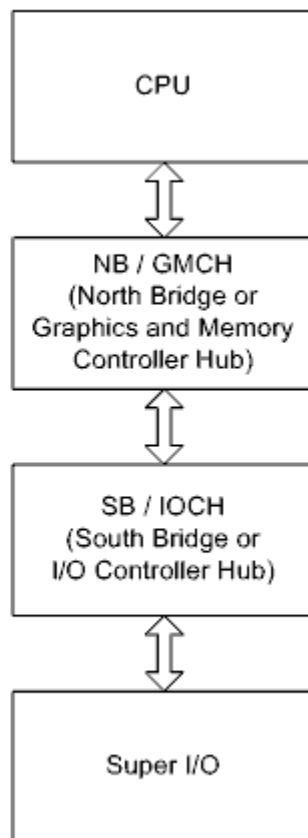 CPU
NB / GMCH
(North Bridge or
Graphics and Memory
Controller Hub)
SB / IOCH
(South Bridge or
I/O Controller Hub)
Super I/O